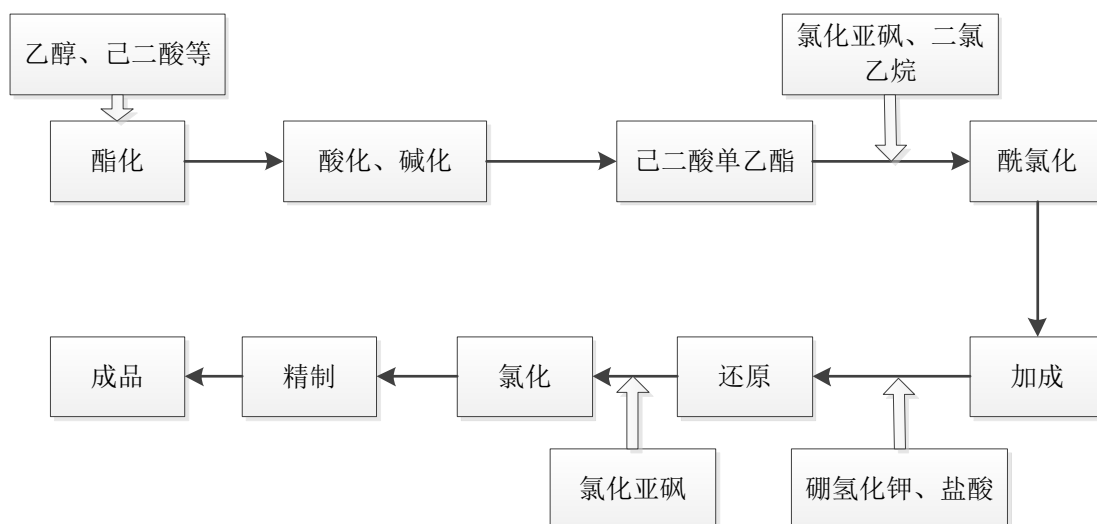 乙醇、己二酸等
氯化亚砜、二氯
乙烷
酯化
酸化、碱化
己二酸单乙酯
酰氯化
成品
精制
氯化
还原
加成
氯化亚砜
硼氢化钾、盐酸